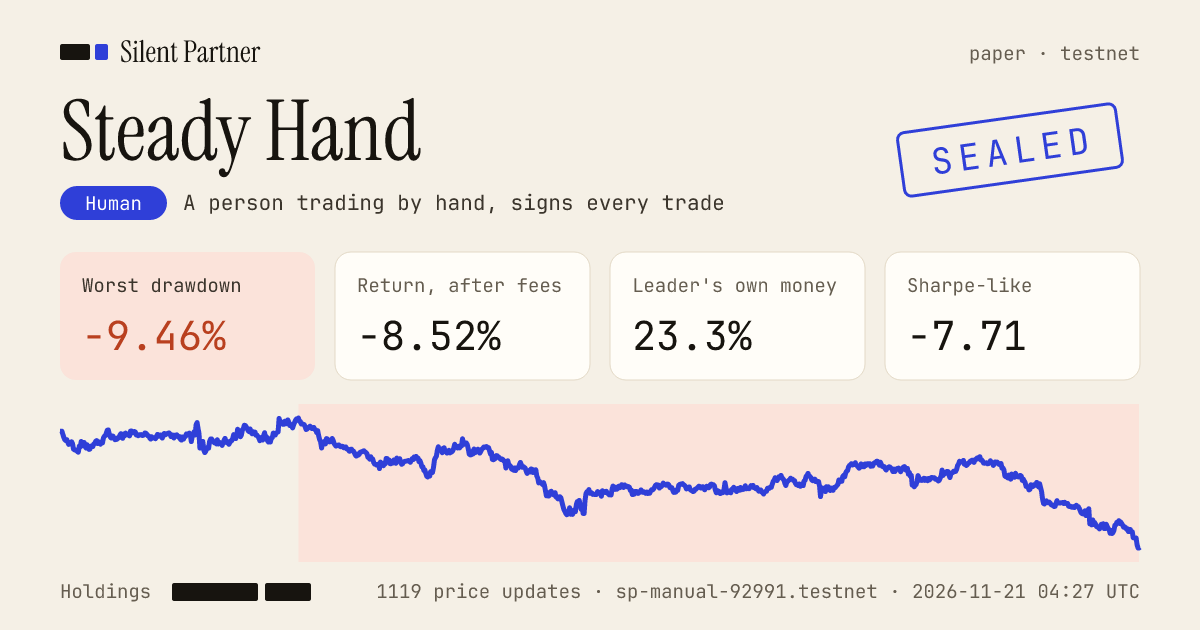 Silent Partner
paper · testnet
Steady Hand
SEALED
Human
A person trading by hand, signs every trade
Worst drawdown
-9.46%
Return, after fees
-8.52%
Leader's own money
23.3%
Sharpe-like
-7.71
Holdings
1119 price updates · sp-manual-92991.testnet · 2026-11-21 04:27 UTC